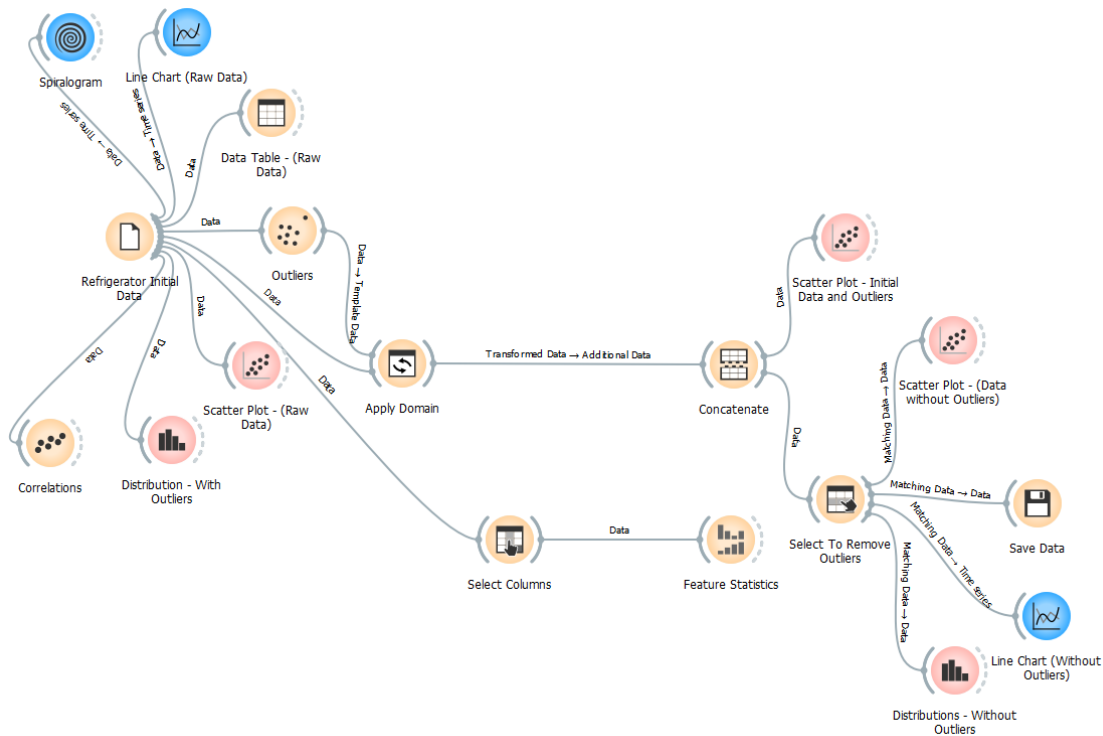 Spiralogram
Line Chart (Raw Data)
Data → Time series
Data → Time series
Data Table - (Raw
Data)
Data
Refrigerator Initial
Data
Data
Outliers
Data → Template Data
Data
Data
Data
Data
Data
Scatter Plot - (Raw
Data)
Correlations
Distribution - With
Outliers
Apply Domain
Transformed Data → Additional Data
Concatenate
Data
Scatter Plot - Initial
Data and Outliers
Data
Scatter Plot - (Data
without Outliers)
Matching Data → Data
Select To Remove
Outliers
Matching Data → Data
Save Data
Matching Data → Time series
Line Chart (Without
Outliers)
Matching Data → Data
Distributions - Without
Outliers
Select Columns
Data
Feature Statistics